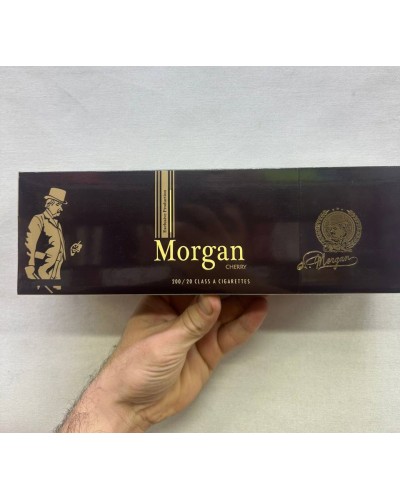 Morgan
CHERRY
200/20 CLASS A CIGARETTES
Morgan